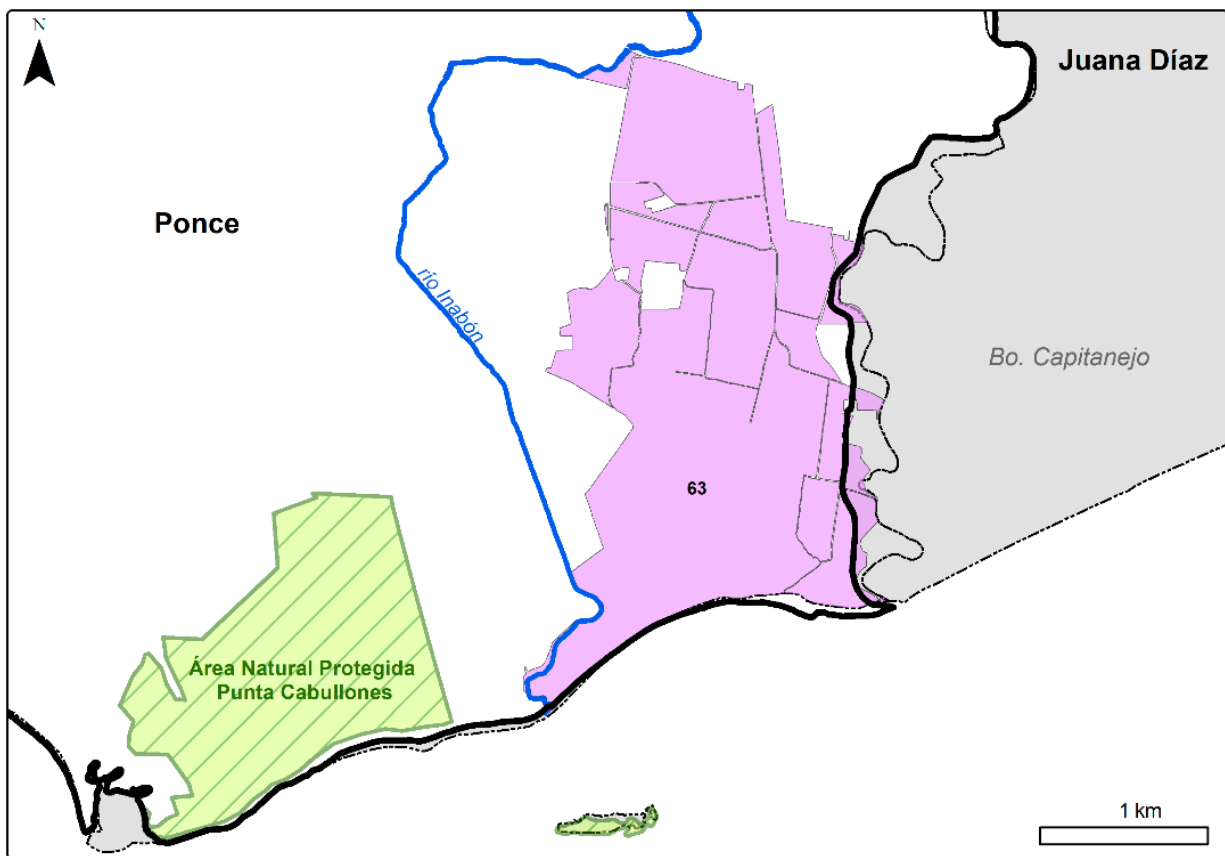 N
Juana Díaz
Ponce
río Inabón
Bo. Capitanejo
63
Área Natural Protegida
Punta Cabullones
1 km